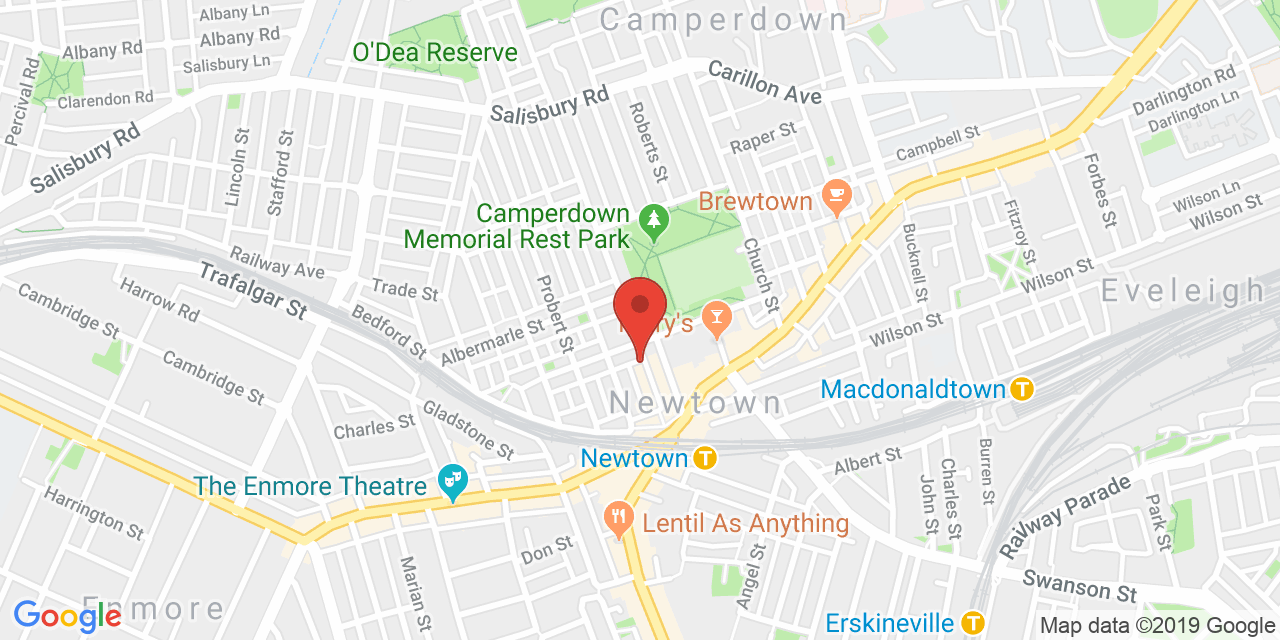 Albany Ln
Camperdown
Albany Rd
Albany Rd
O'Dea Reserve
Salisbury Ln
Carillon Ave
Percival Rd
Clarendon Rd
Salisbury Rd
Darlington Rd
Darlington Ln
Roberts St
Raper St
Campbell St
Salisbury Rd
Lincoln St
Stafford St
Forbes St
Wilson Ln
Wilson St
Brewtown
Camperdown
Memorial Rest Park
Fitzroy St
Bucknell St
Church St
Railway Ave
Trafalgar St
Trade St
Probert St
Wilson St
Eveleigh
Harrow Rd
Cambridge St
Bedford St
Albermarle St
Wilson St
Cambridge St
Macdonaldtown
T
Newtown
Gladstone St
Charles St
Newtown
T
Albert St
Burren St
Charles St
John St
The Enmore Theatre
Railway Parade
Park St
Harrington St
Lentil As Anything
Don St
Angel St
Marian St
Swanson St
Enmore
Google
Erskineville
T
Map data ©2019 Google